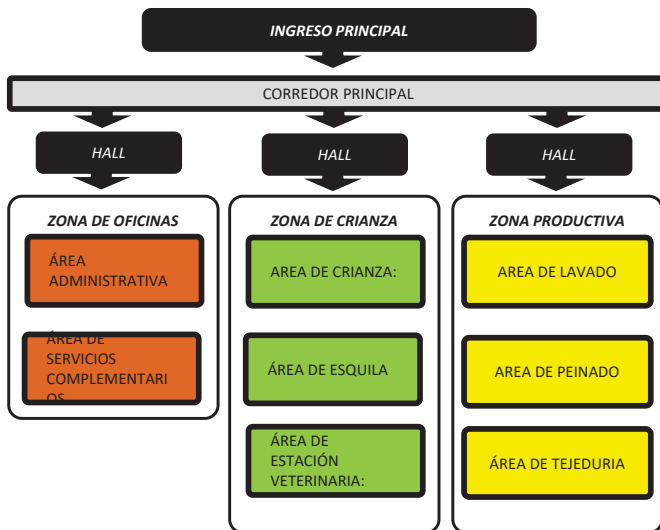 INGRESO PRINCIPAL
CORREDOR PRINCIPAL
HALL
HALL
HALL
ZONA DE OFICINAS
ÁREA
ADMINISTRATIVA
ÁREA DE
SERVICIOS
COMPLEMENTARI
OS
ZONA DE CRIANZA
AREA DE CRIANZA:
ÁREA DE ESQUILA
ÁREA DE
ESTACIÓN
VETERINARIA:
ZONA PRODUCTIVA
AREA DE LAVADO
AREA DE PEINADO
ÁREA DE TEJEDURIA